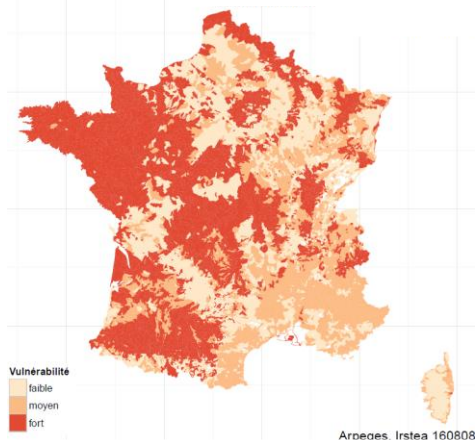 Vulnérabilité
faible
moyen
fort
Arpeges, Irstea 160808